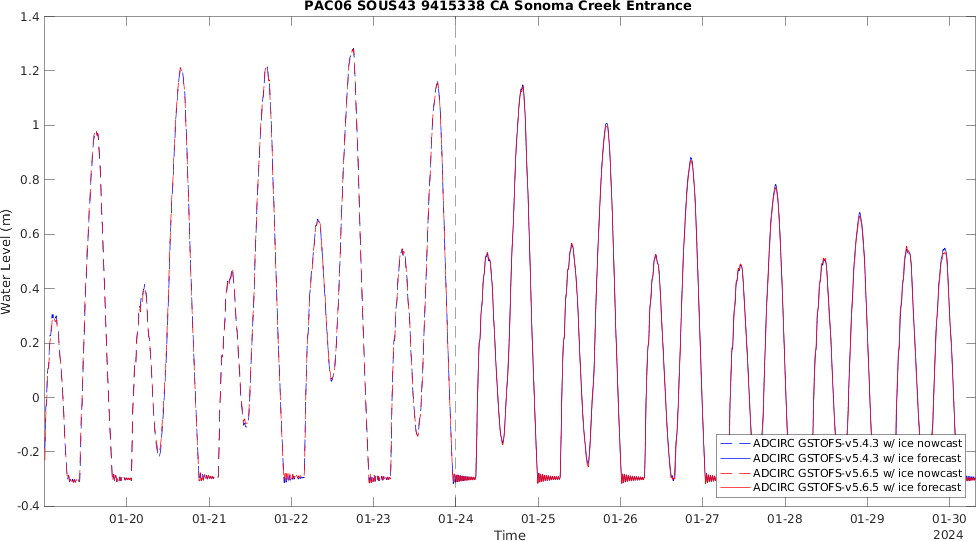 PAC06 SOUS43 9415338 CA Sonoma Creek Entrance
1.4
1.2
1
0.8
0.6
0.4
0.2
0
-0.2
-0.4
Water Level (m)
ADCIRC GSTOFS-v5.4.3 w/ ice nowcast
ADCIRC GSTOFS-v5.4.3 w/ ice forecast
ADCIRC GSTOFS-v5.6.5 w/ ice nowcast
ADCIRC GSTOFS-v5.6.5 w/ ice forecast
01-20 01-21 01-22 01-23 01-24 01-25 01-26 01-27 01-28 01-29 01-30
Time 2024